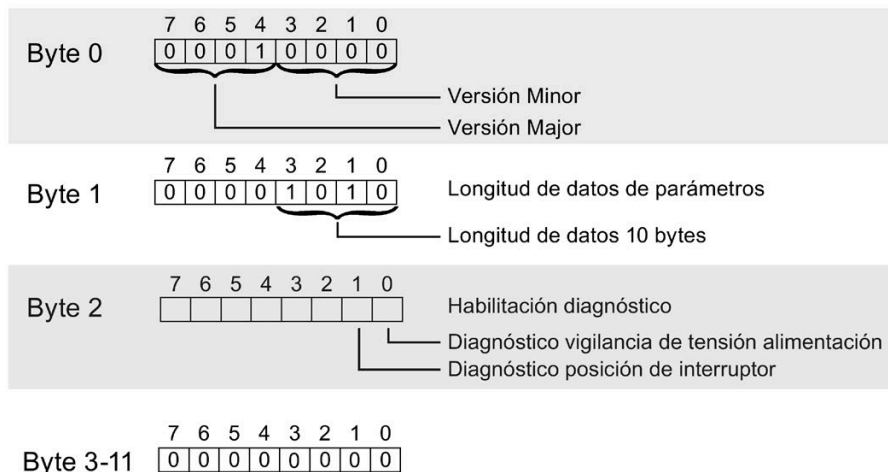 7 6 5 4 3 2 1 0
Byte 0 0 0 0 1 0 0 0 0
Versión Minor
Versión Major
7 6 5 4 3 2 1 0
Byte 1 0 0 0 0 1 0 1 0 Longitud de datos de parámetros
Longitud de datos 10 bytes
7 6 5 4 3 2 1 0
Byte 2 Habilitación diagnóstico
Diagnóstico vigilancia de tensión alimentación
Diagnóstico posición de interruptor
7 6 5 4 3 2 1 0
Byte 3-11 0 0 0 0 0 0 0 0